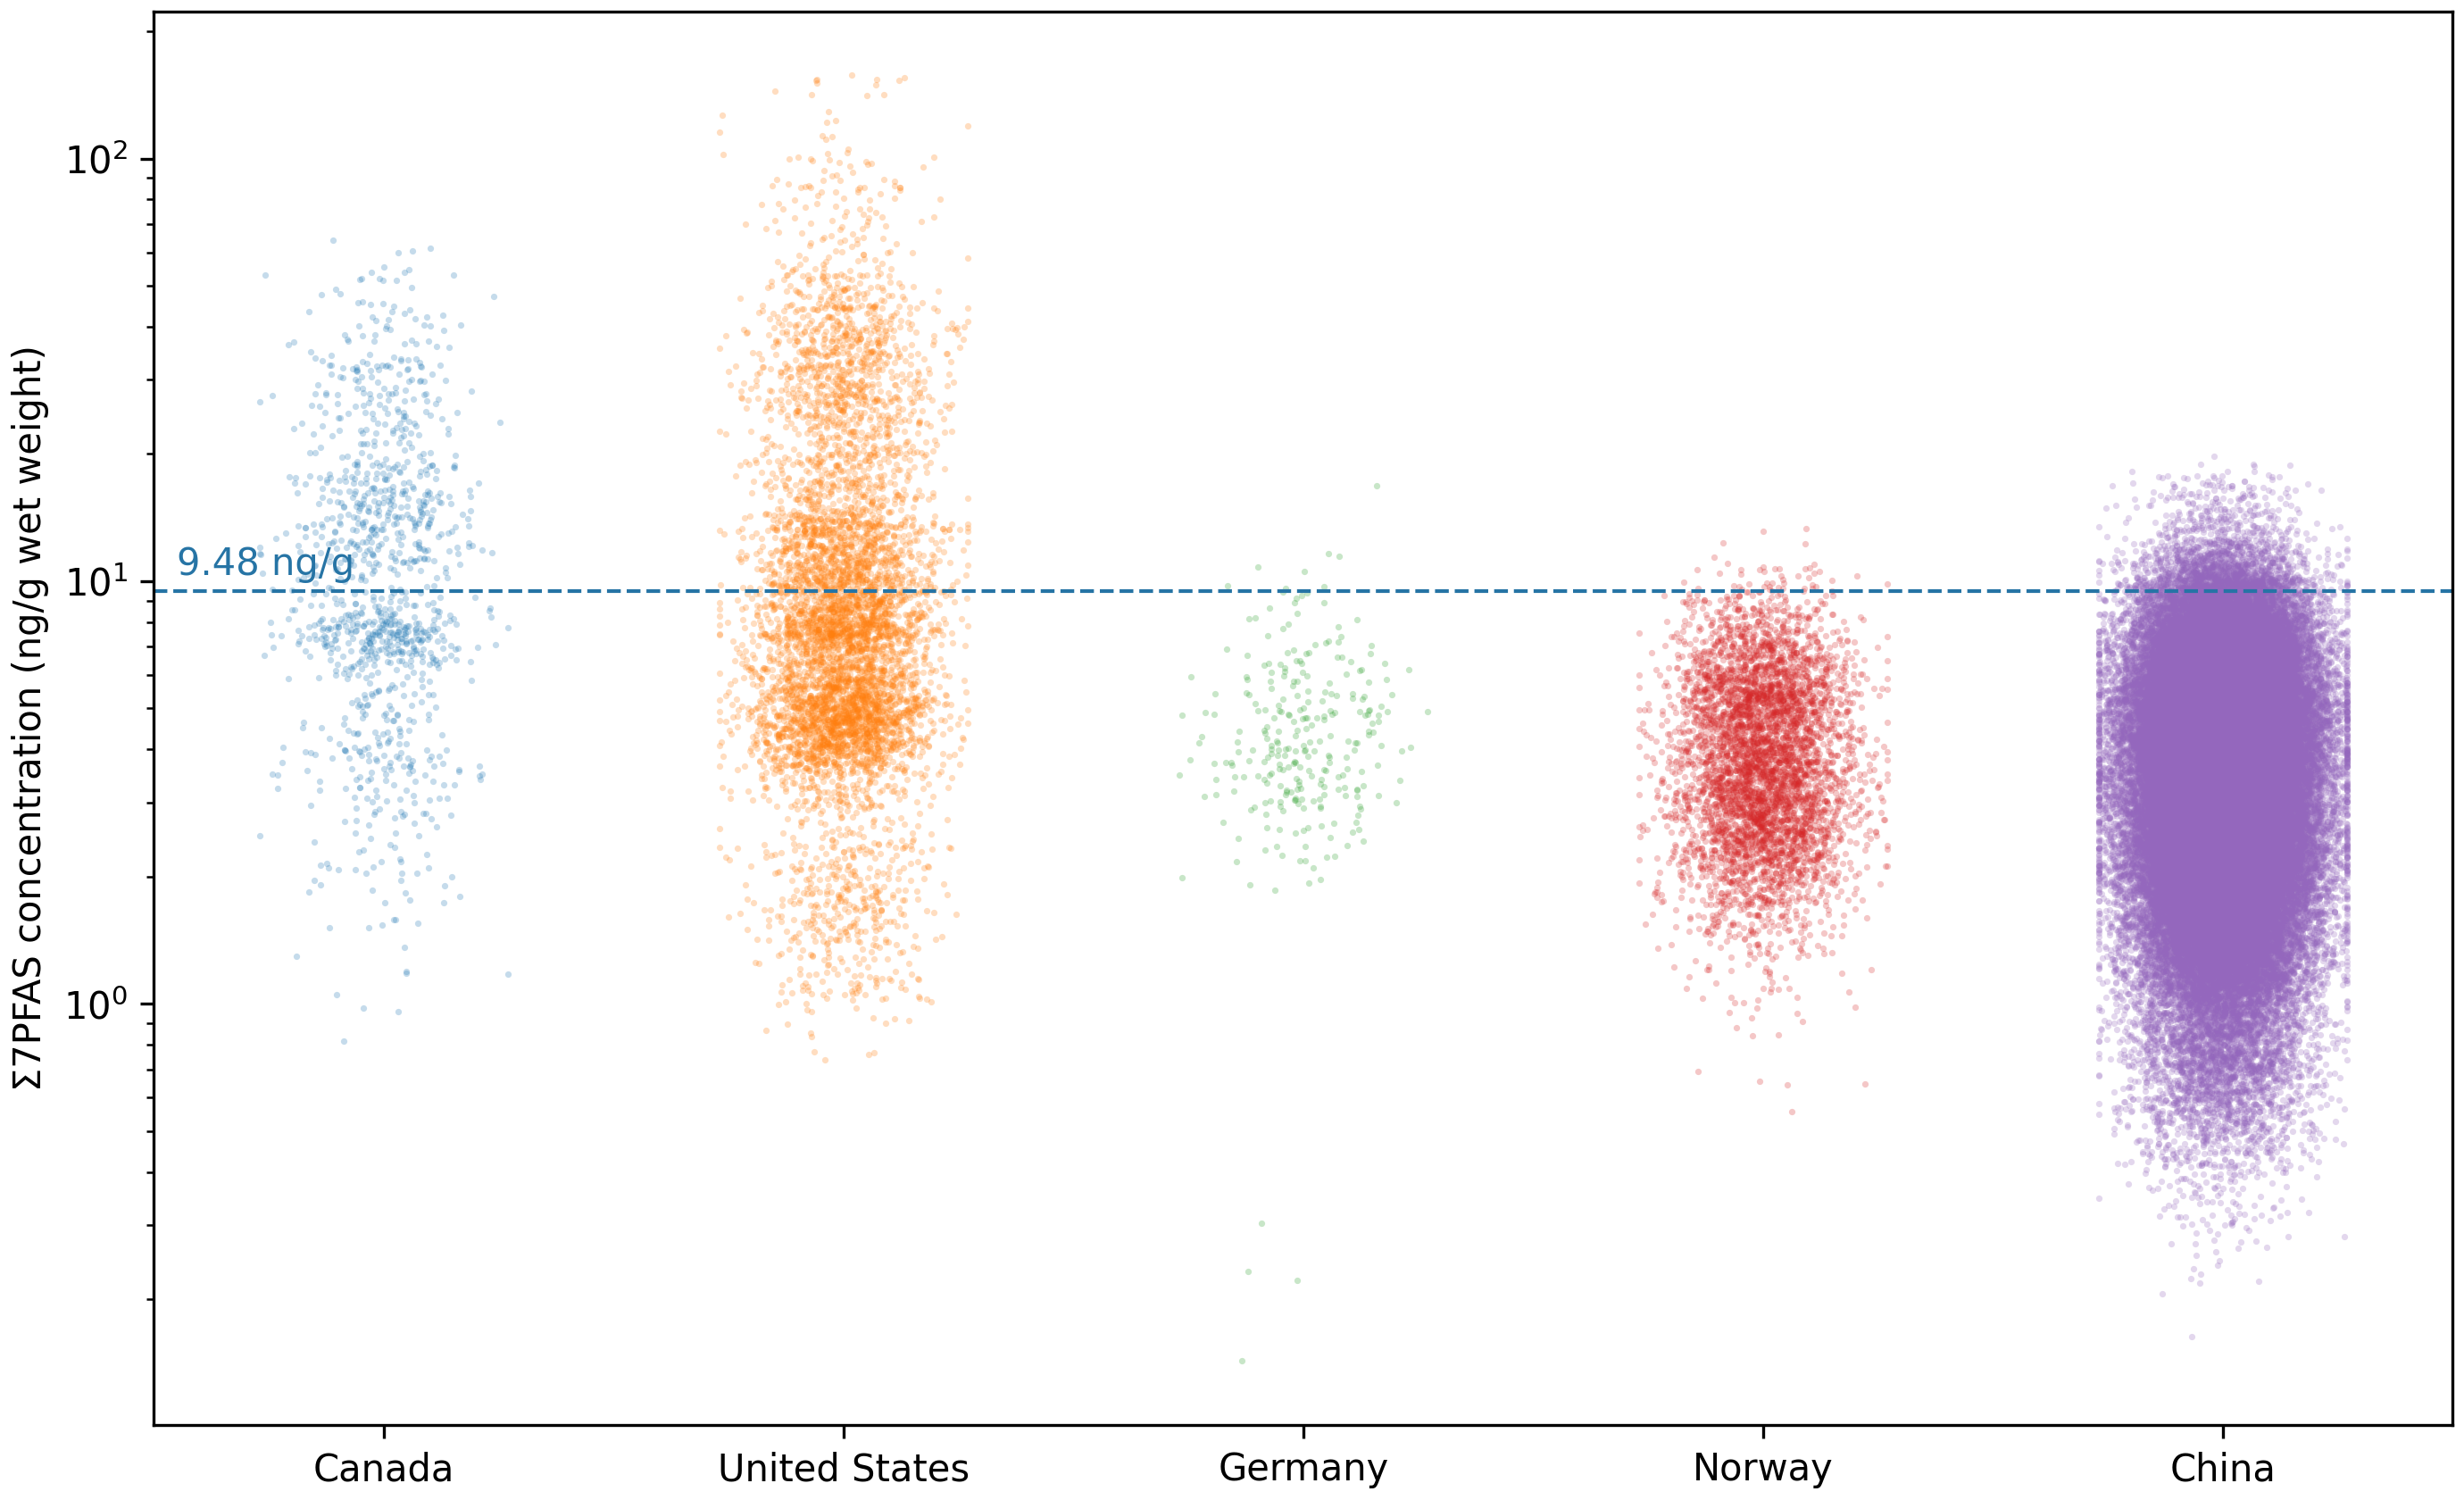 Σ7PFAS concentration (ng/g wet weight)
10²
10¹
10⁰
9.48 ng/g
Canada
United States
Germany
Norway
China